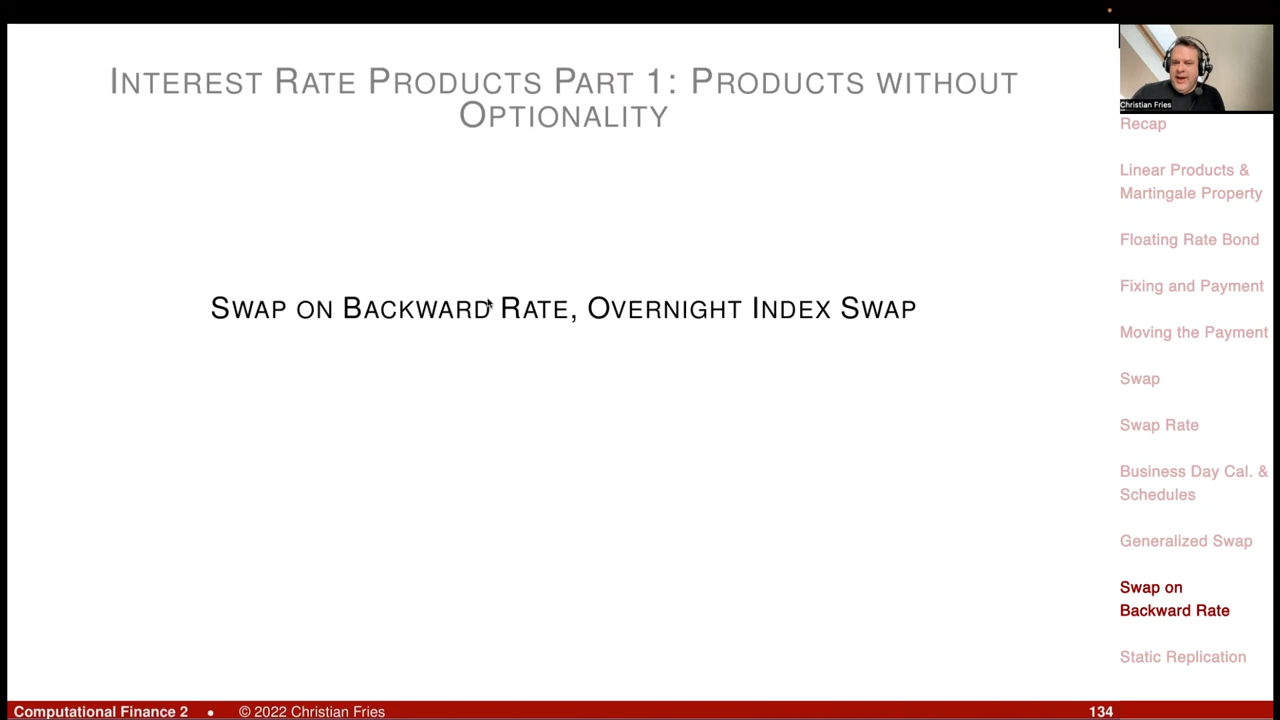 INTEREST RATE PRODUCTS PART 1: PRODUCTS WITHOUT
OPTIONALITY
SWAP ON BACKWARD RATE, OVERNIGHT INDEX SWAP
Christian Fries
Recap
Linear Products &
Martingale Property
Floating Rate Bond
Fixing and Payment
Moving the Payment
Swap
Swap Rate
Business Day Cal. &
Schedules
Generalized Swap
Swap on
Backward Rate
Static Replication
Computational Finance 2 • © 2022 Christian Fries 134